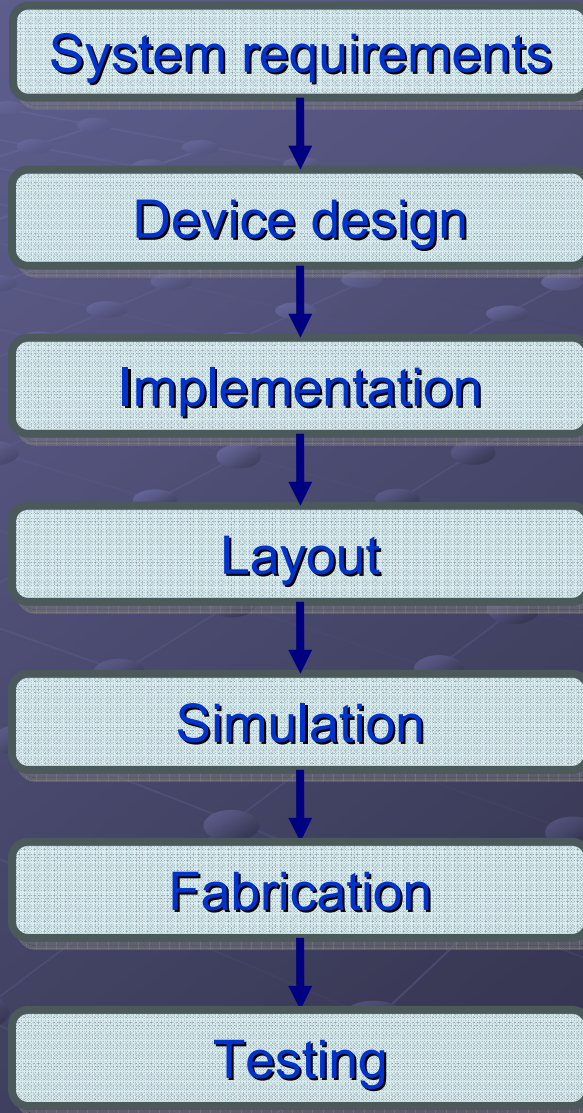 System requirements
Device design
Implementation
Layout
Simulation
Fabrication
Testing